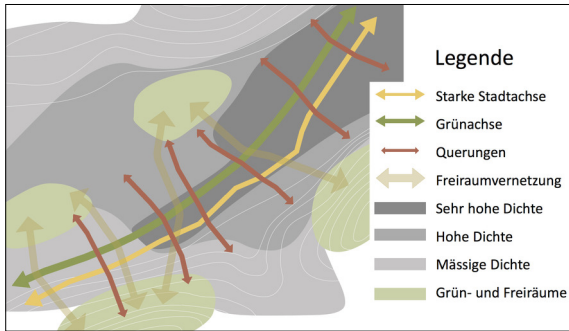 Legende
Starke Stadtachse
Grünachse
Querungen
Freiraumvernetzung
Sehr hohe Dichte
Hohe Dichte
Mässige Dichte
Grün- und Freiräume